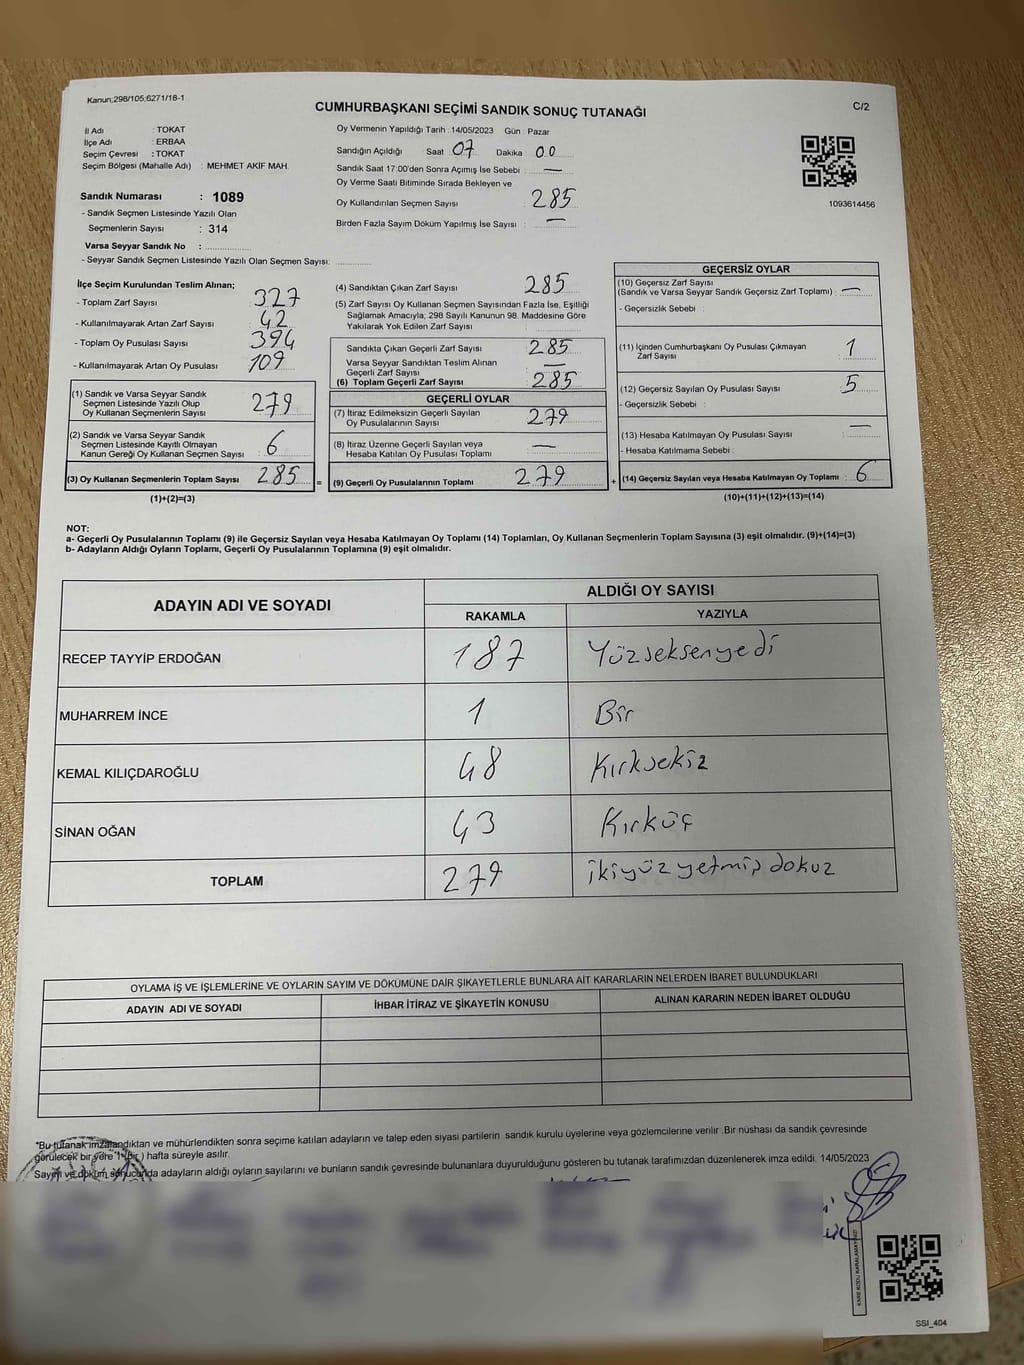 Kanun;298/105;6271/18-1
CUMHURBAŞKANI SEÇİMİ SANDIK SONUÇ TUTANAĞI
C/2
İl Adı : TOKAT
İlçe Adı : ERBAA
Seçim Çevresi : TOKAT
Seçim Bölgesi (Mahalle Adı) : MEHMET AKİF MAH.
Sandık Numarası : 1089
- Sandık Seçmen Listesinde Yazılı Olan
Seçmenlerin Sayısı : 314
Varsa Seyyar Sandık No : ..............
- Seyyar Sandık Seçmen Listesinde Yazılı Olan Seçmen Sayısı: ..............
Oy Vermenin Yapıldığı Tarih : 14/05/2023 Gün : Pazar
Sandığın Açıldığı Saat 07 Dakika 00
Sandık Saat 17:00'den Sonra Açımış İse Sebebi : —
Oy Verme Saati Bitiminde Sırada Bekleyen ve
Oy Kullandırılan Seçmen Sayısı : 285
Birden Fazla Sayım Döküm Yapılmış İse Sayısı : —
1093614456
İlçe Seçim Kurulundan Teslim Alınan;
- Toplam Zarf Sayısı : 327
- Kullanılmayarak Artan Zarf Sayısı : 42
- Toplam Oy Pusulası Sayısı : 394
- Kullanılmayarak Artan Oy Pusulası : 109
(1) Sandık ve Varsa Seyyar Sandık
Seçmen Listesinde Yazılı Olup
Oy Kullanan Seçmenlerin Sayısı : 279
(2) Sandık ve Varsa Seyyar Sandık
Seçmen Listesinde Kayıtlı Olmayan
Kanun Gereği Oy Kullanan Seçmen Sayısı : 6
(3) Oy Kullanan Seçmenlerin Toplam Sayısı : 285
(1)+(2)=(3)
(4) Sandıktan Çıkan Zarf Sayısı : 285
(5) Zarf Sayısı Oy Kullanan Seçmen Sayısından Fazla İse, Eşitliği
Sağlamak Amacıyla; 298 Sayılı Kanunun 98. Maddesine Göre
Yakılarak Yok Edilen Zarf Sayısı :
Sandıkta Çıkan Geçerli Zarf Sayısı : 285
Varsa Seyyar Sandıktan Teslim Alınan
Geçerli Zarf Sayısı : —
(6) Toplam Geçerli Zarf Sayısı : 285
GEÇERLİ OYLAR
(7) İtiraz Edilmeksizin Geçerli Sayılan
Oy Pusulalarının Sayısı : 279
(8) İtiraz Üzerine Geçerli Sayılan veya
Hesaba Katılan Oy Pusulası Toplamı : —
= (9) Geçerli Oy Pusulalarının Toplamı : 279
GEÇERSİZ OYLAR
(10) Geçersiz Zarf Sayısı
(Sandık ve Varsa Seyyar Sandık Geçersiz Zarf Toplamı) : —
- Geçersizlik Sebebi :
(11) İçinden Cumhurbaşkanı Oy Pusulası Çıkmayan
Zarf Sayısı : 1
(12) Geçersiz Sayılan Oy Pusulası Sayısı : 5
- Geçersizlik Sebebi :
(13) Hesaba Katılmayan Oy Pusulası Sayısı : —
- Hesaba Katılmama Sebebi :
+ (14) Geçersiz Sayılan veya Hesaba Katılmayan Oy Toplamı : 6
(10)+(11)+(12)+(13)=(14)
NOT:
a- Geçerli Oy Pusulalarının Toplamı (9) ile Geçersiz Sayılan veya Hesaba Katılmayan Oy Toplamı (14) Toplamları, Oy Kullanan Seçmenlerin Toplam Sayısına (3) eşit olmalıdır. (9)+(14)=(3)
b- Adayların Aldığı Oyların Toplamı, Geçerli Oy Pusulalarının Toplamına (9) eşit olmalıdır.
ADAYIN ADI VE SOYADI
ALDIĞI OY SAYISI
RAKAMLA YAZIYLA
RECEP TAYYİP ERDOĞAN 187 Yüzseksenyedi
MUHARREM İNCE 1 Bir
KEMAL KILIÇDAROĞLU 48 Kırksekiz
SİNAN OĞAN 43 Kırküç
TOPLAM 279 ikiyüz yetmiş dokuz
OYLAMA İŞ VE İŞLEMLERİNE VE OYLARIN SAYIM VE DÖKÜMÜNE DAİR ŞİKAYETLERLE BUNLARA AİT KARARLARIN NELERDEN İBARET BULUNDUKLARI
ADAYIN ADI VE SOYADI İHBAR İTİRAZ VE ŞİKAYETİN KONUSU ALINAN KARARIN NEDEN İBARET OLDUĞU
"Bu tutanak imzalandıktan ve mühürlendikten sonra seçime katılan adayların ve talep eden siyasi partilerin sandık kurulu üyelerine veya gözlemcilerine verilir .Bir nüshası da sandık çevresinde
görülecek bir yere "1" (Bir ) hafta süreyle asılır.
Sayım ve döküm sonucunda adayların aldığı oyların sayılarını ve bunların sandık çevresinde bulunanlara duyurulduğunu gösteren bu tutanak tarafımızdan düzenlenerek imza edildi. 14/05/2023
KARE KODU KARALAMAYINIZ!
SSI_404